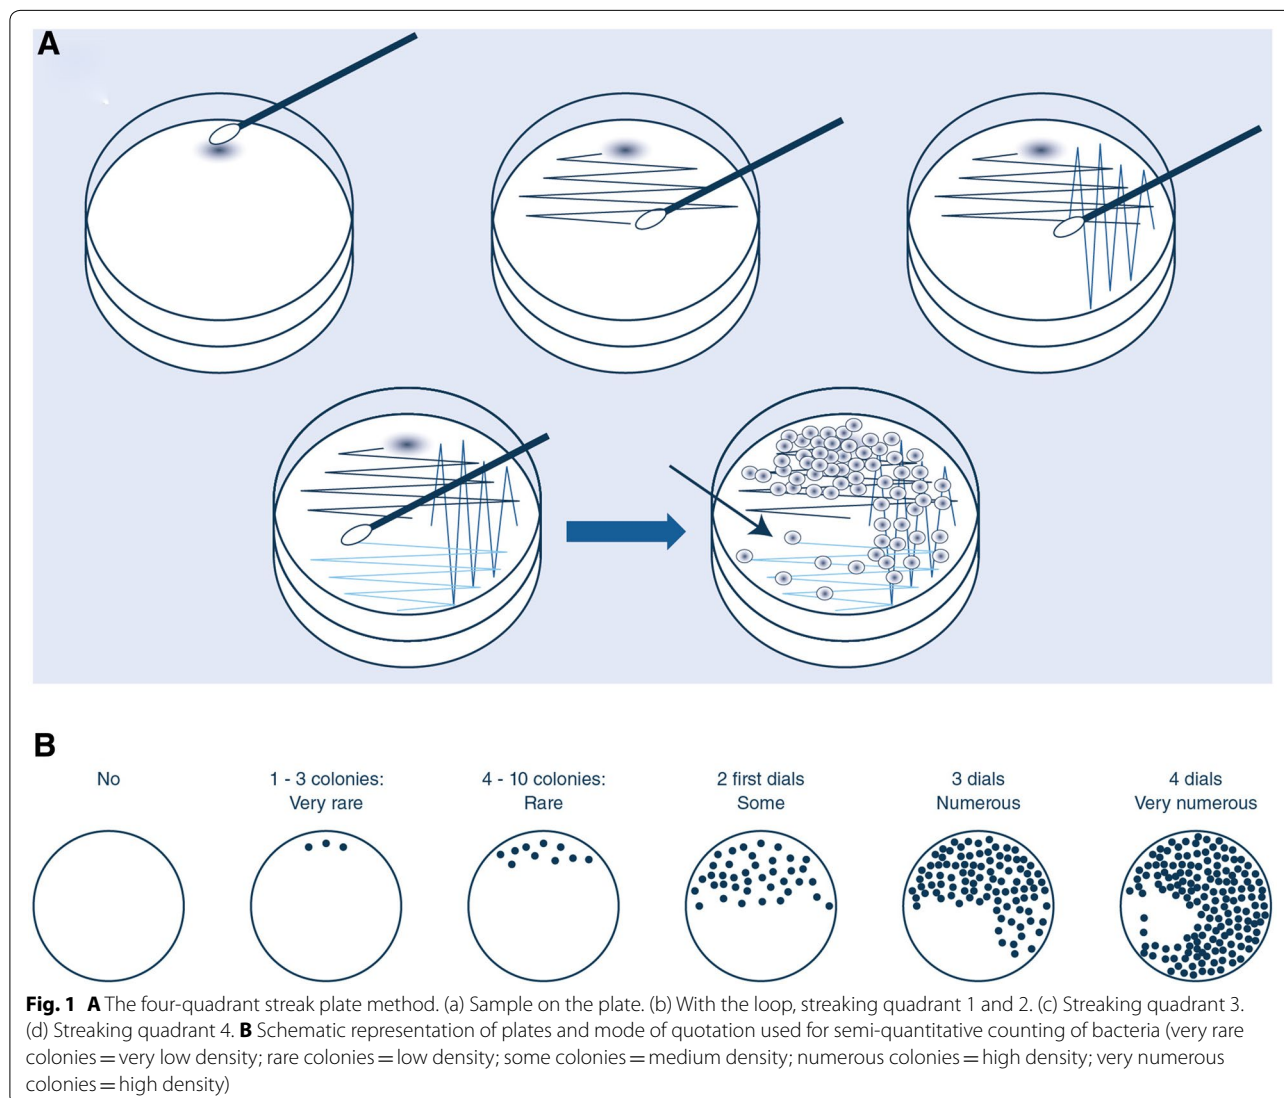 A
B
No
1 - 3 colonies:
Very rare
4 - 10 colonies:
Rare
2 first dials
Some
3 dials
Numerous
4 dials
Very numerous
Fig. 1 A The four-quadrant streak plate method. (a) Sample on the plate. (b) With the loop, streaking quadrant 1 and 2. (c) Streaking quadrant 3.
(d) Streaking quadrant 4. B Schematic representation of plates and mode of quotation used for semi-quantitative counting of bacteria (very rare
colonies = very low density; rare colonies = low density; some colonies = medium density; numerous colonies = high density; very numerous
colonies = high density)